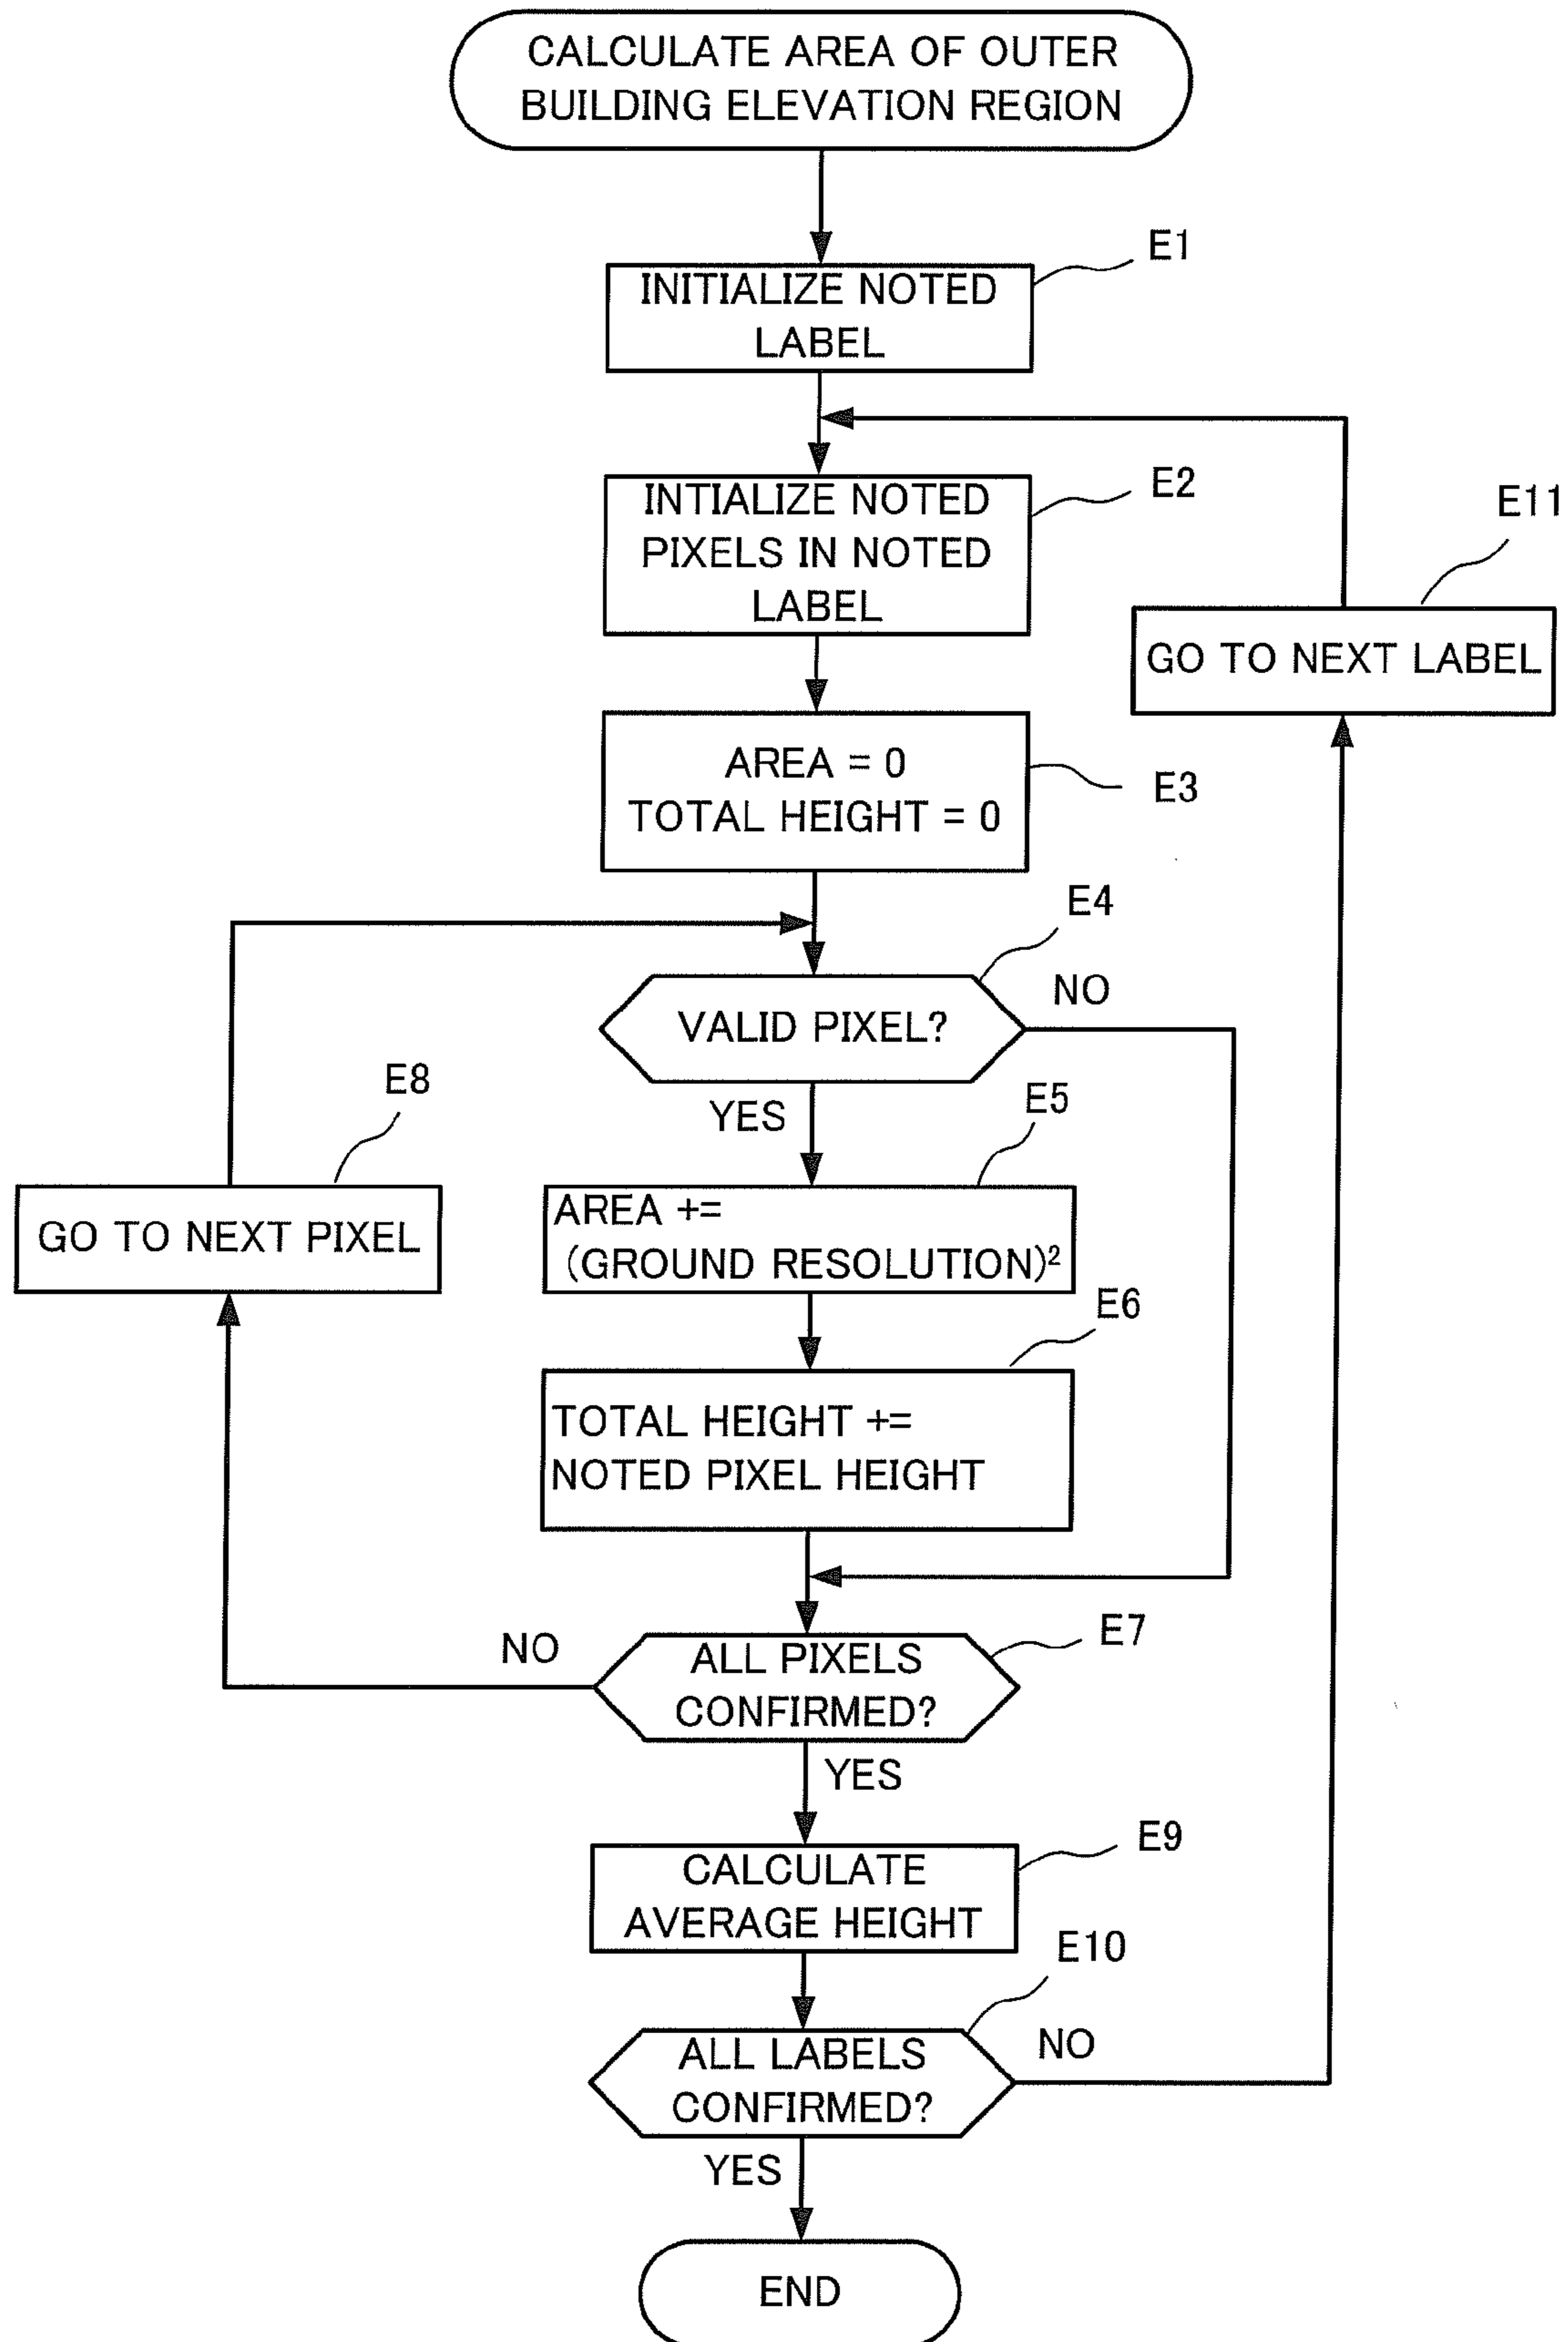 CALCULATE AREA OF OUTER
BUILDING ELEVATION REGION
E1
INITIALIZE NOTED
LABEL
E2
INTIALIZE NOTED
PIXELS IN NOTED
LABEL
E11
GO TO NEXT LABEL
AREA = 0
TOTAL HEIGHT = 0
E3
E4
VALID PIXEL?
NO
YES
E8
GO TO NEXT PIXEL
E5
AREA +=
(GROUND RESOLUTION)²
E6
TOTAL HEIGHT +=
NOTED PIXEL HEIGHT
E7
ALL PIXELS
CONFIRMED?
NO
YES
E9
CALCULATE
AVERAGE HEIGHT
E10
ALL LABELS
CONFIRMED?
NO
YES
END